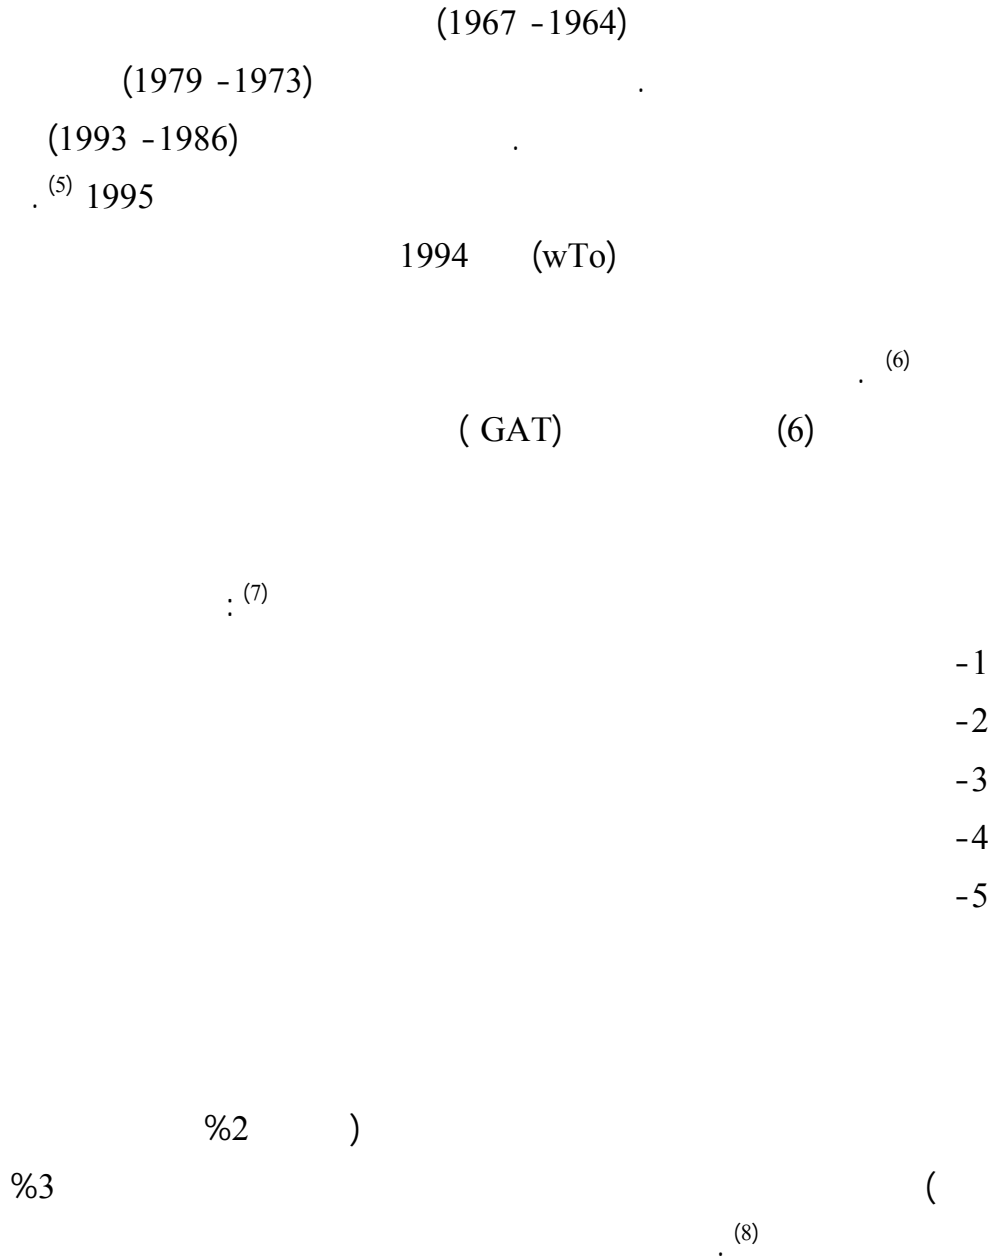 (1967 -1964)
(1979 -1973) .
(1993 -1986) .
. (5) 1995
1994 (wTo)
. (6)
( GAT) (6)
: (7)
-1
-2
-3
-4
-5
%2 )
%3 (
. (8)